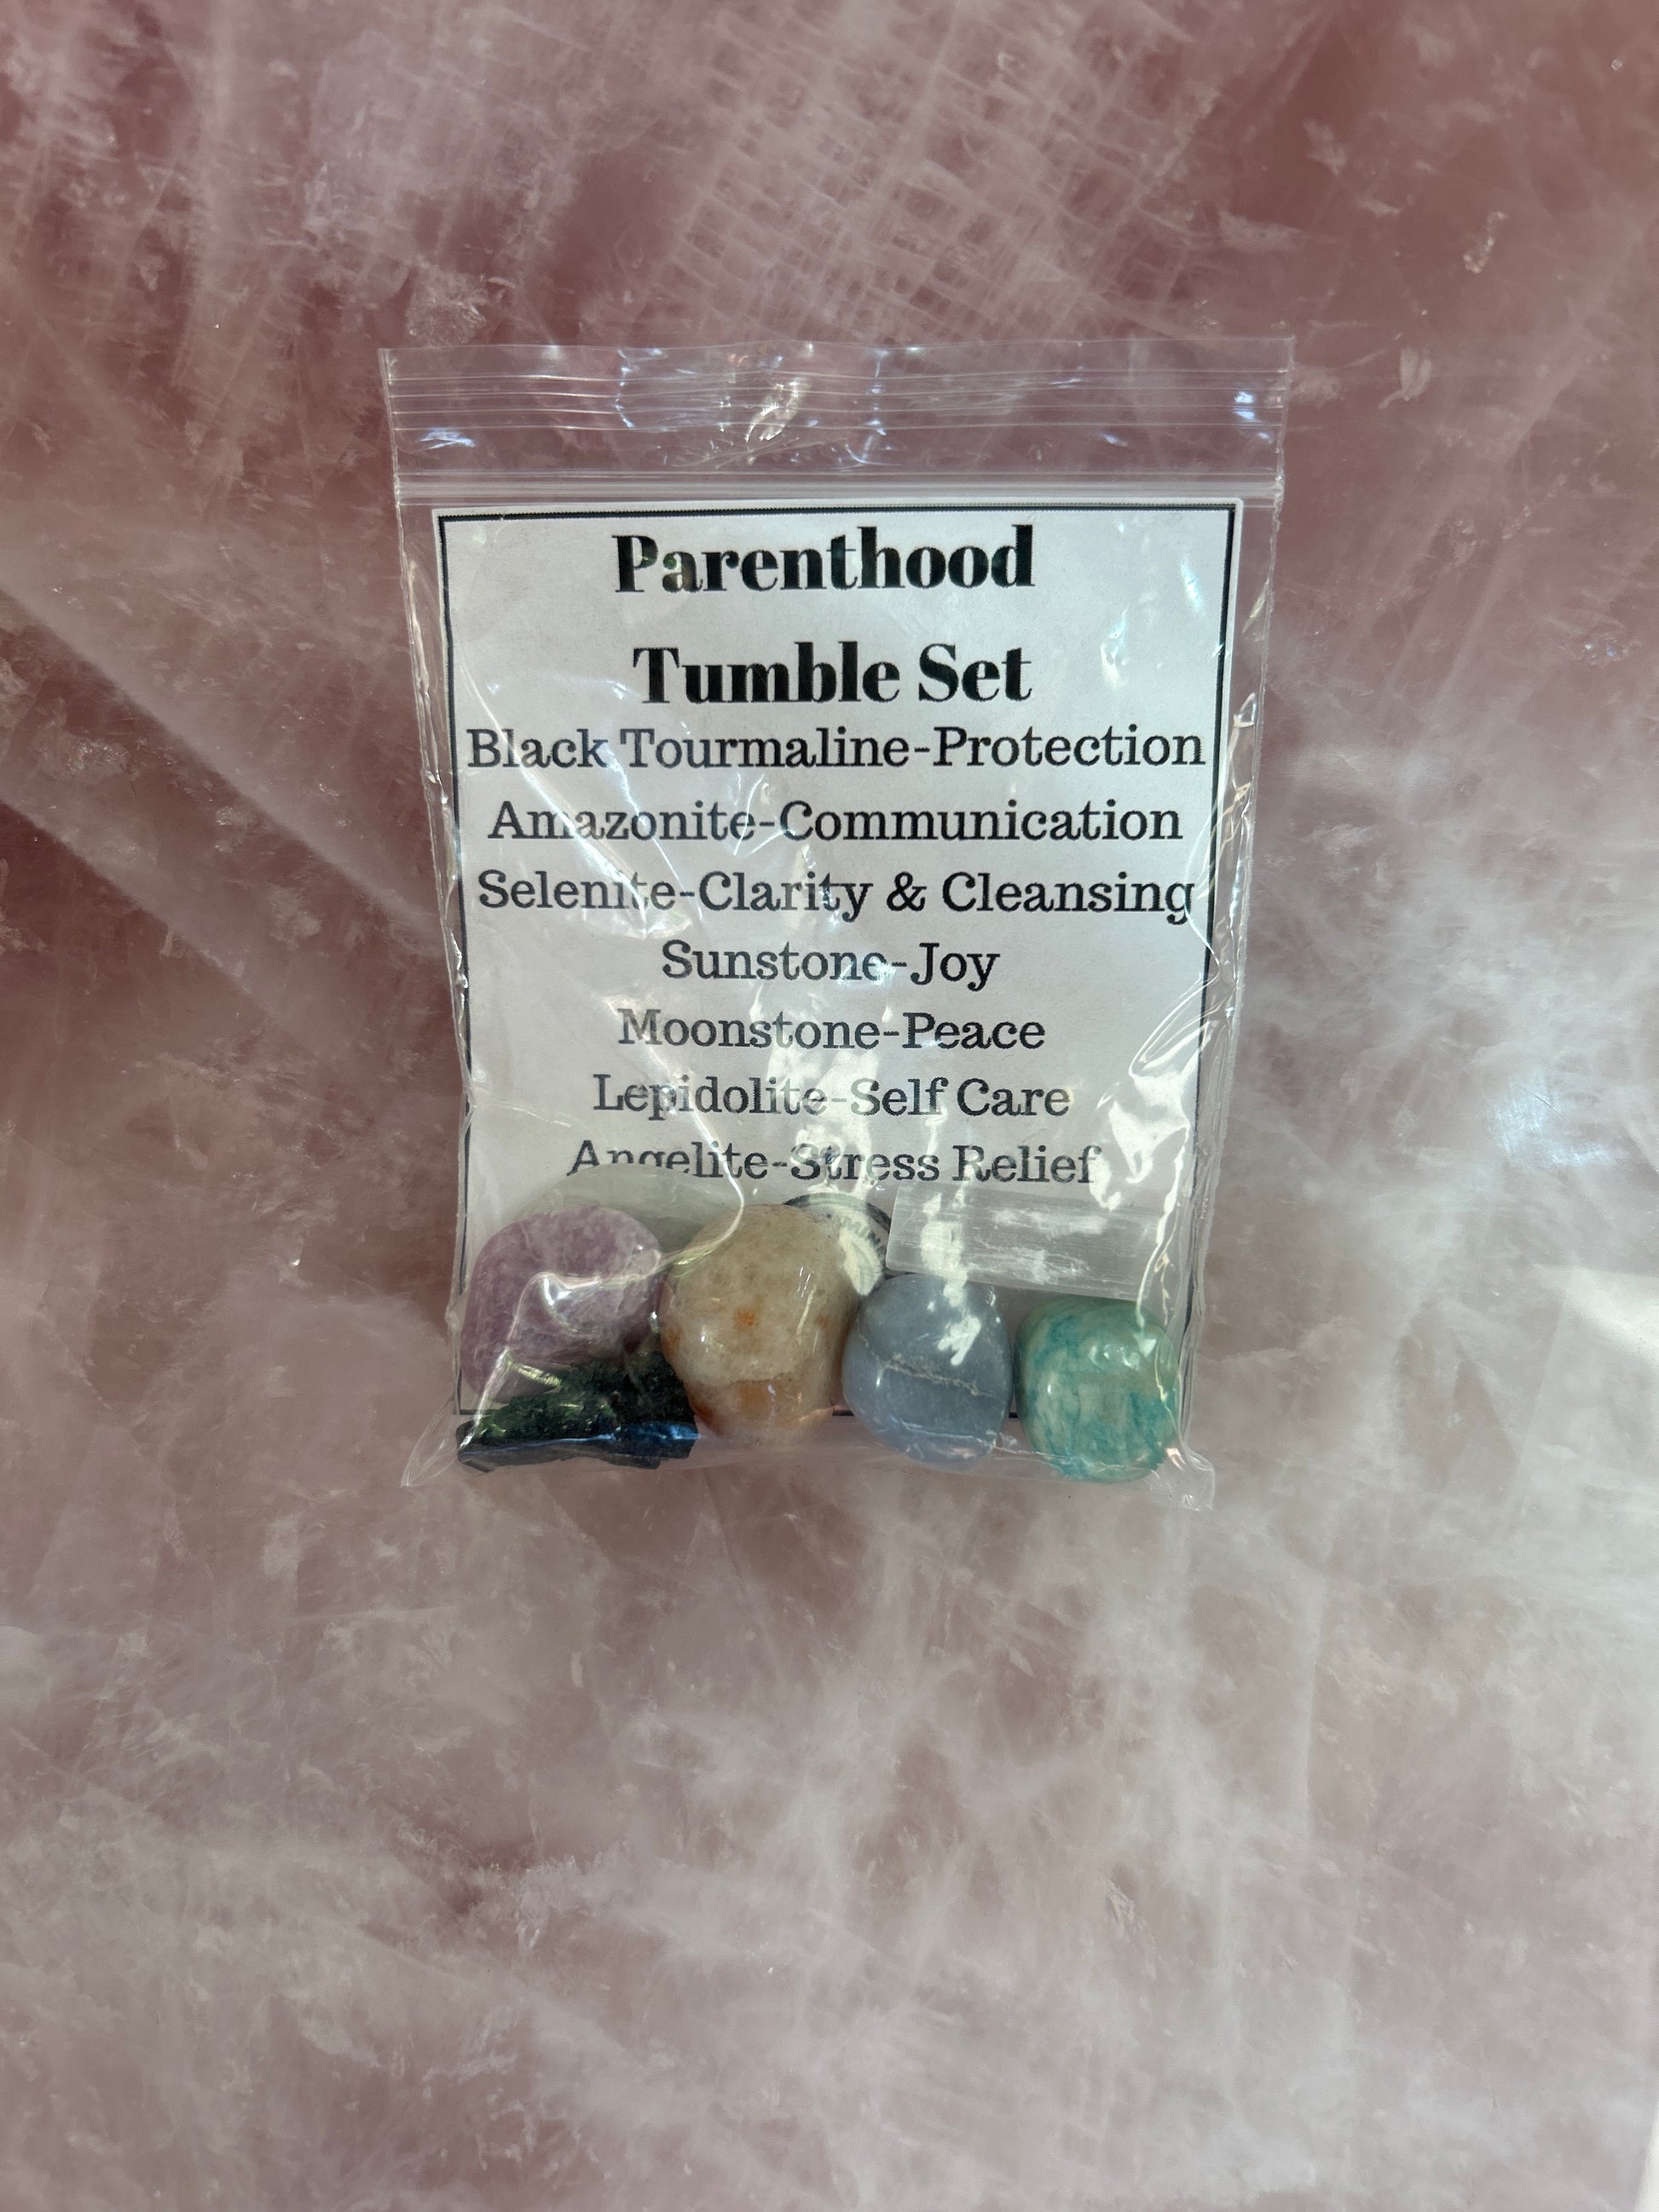 Parenthood
Tumble Set
Black Tourmaline-Protection
Amazonite-Communication
Selenite-Clarity & Cleansing
Sunstone-Joy
Moonstone-Peace
Lepidolite-Self Care
Angelite-Stress Relief